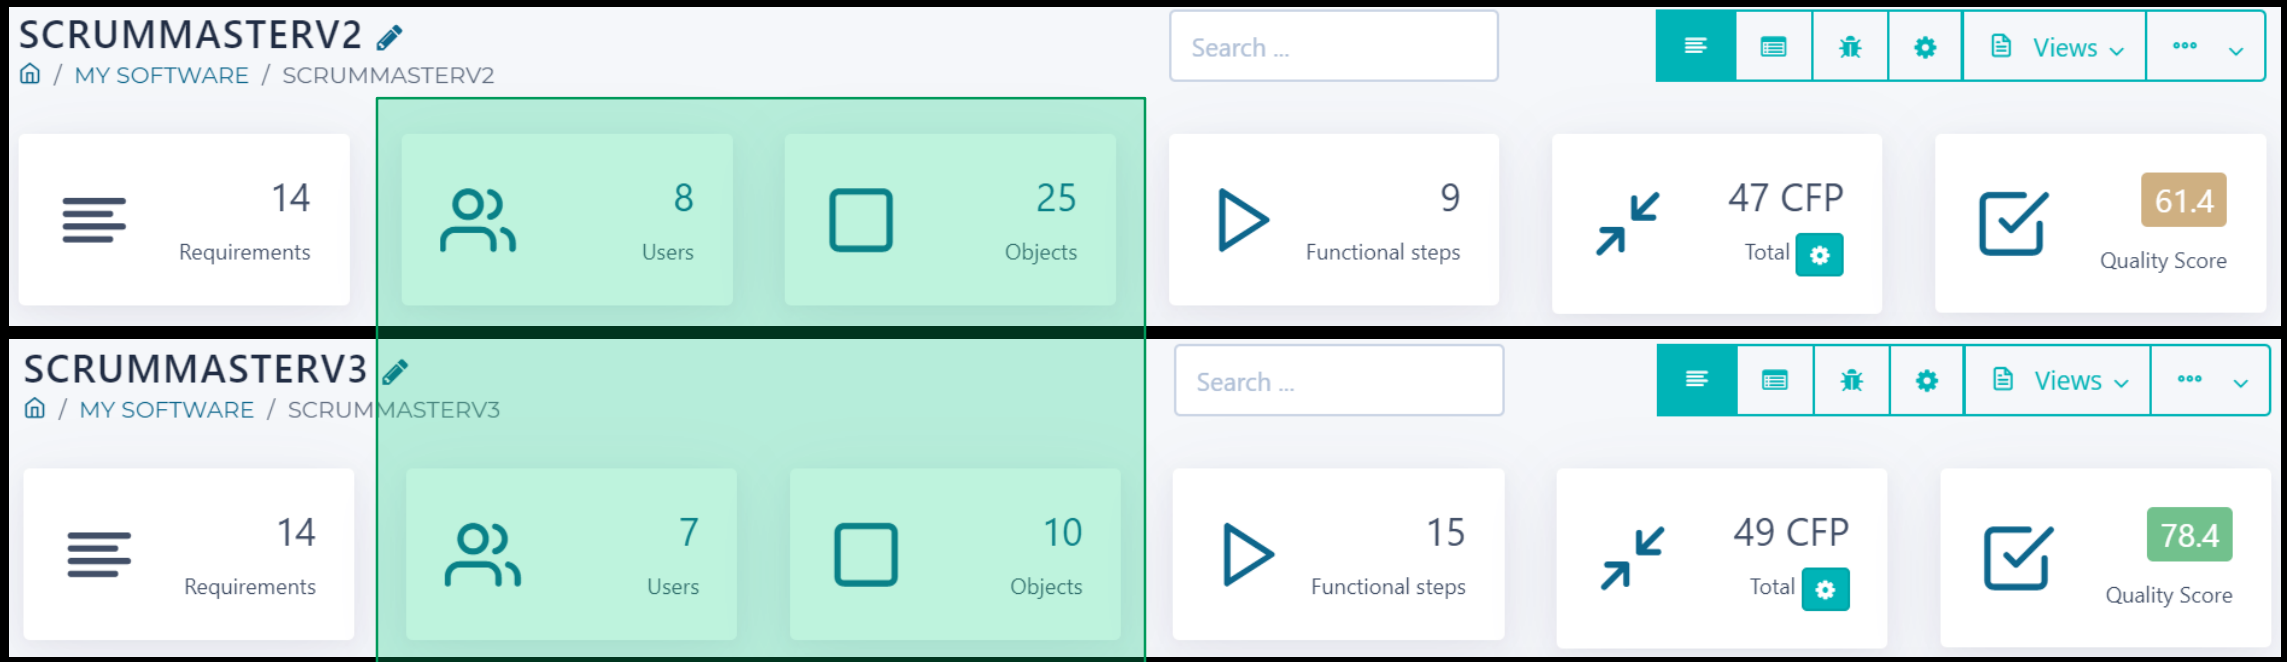 SCRUMMASTERV2
/ MY SOFTWARE / SCRUMMASTERV2
Search ...
Views
14
Requirements
8
Users
25
Objects
9
Functional steps
47 CFP
Total
61.4
Quality Score
SCRUMMASTERV3
/ MY SOFTWARE / SCRUMMASTERV3
Search ...
Views
14
Requirements
7
Users
10
Objects
15
Functional steps
49 CFP
Total
78.4
Quality Score